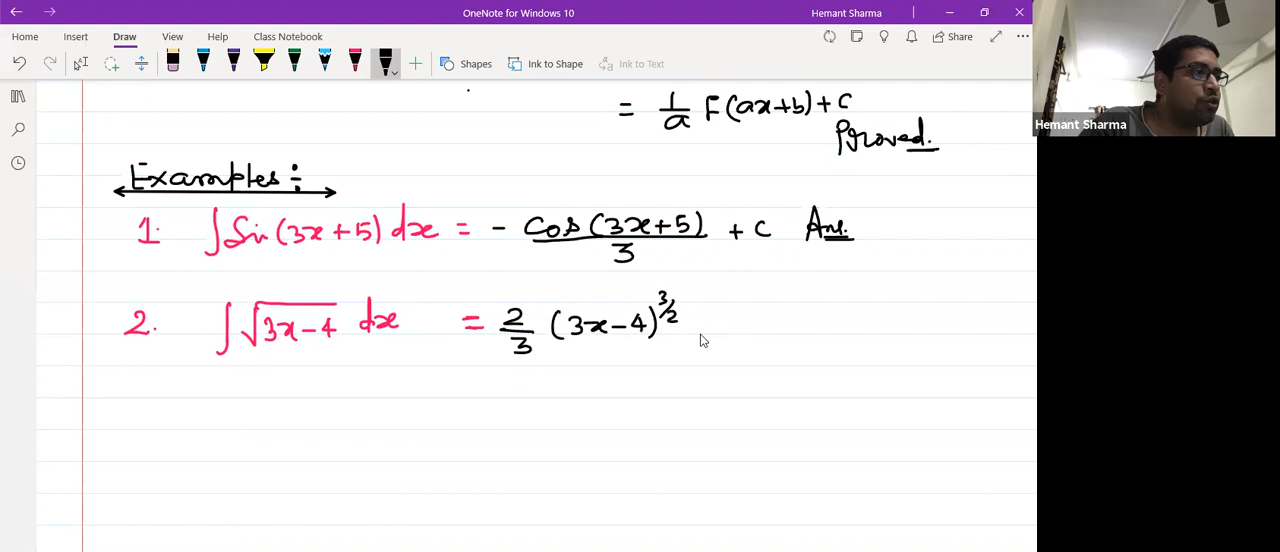 OneNote for Windows 10
Hemant Sharma
Home Insert Draw View Help Class Notebook
Share
Shapes Ink to Shape Ink to Text
= 1/a F(ax+b)+c
Proved.
Hemant Sharma
Examples:
1. ∫Sin(3x+5)dx = - cos(3x+5)/3 + c Ans.
2. ∫√(3x-4) dx = 2/3 (3x-4)^3/2